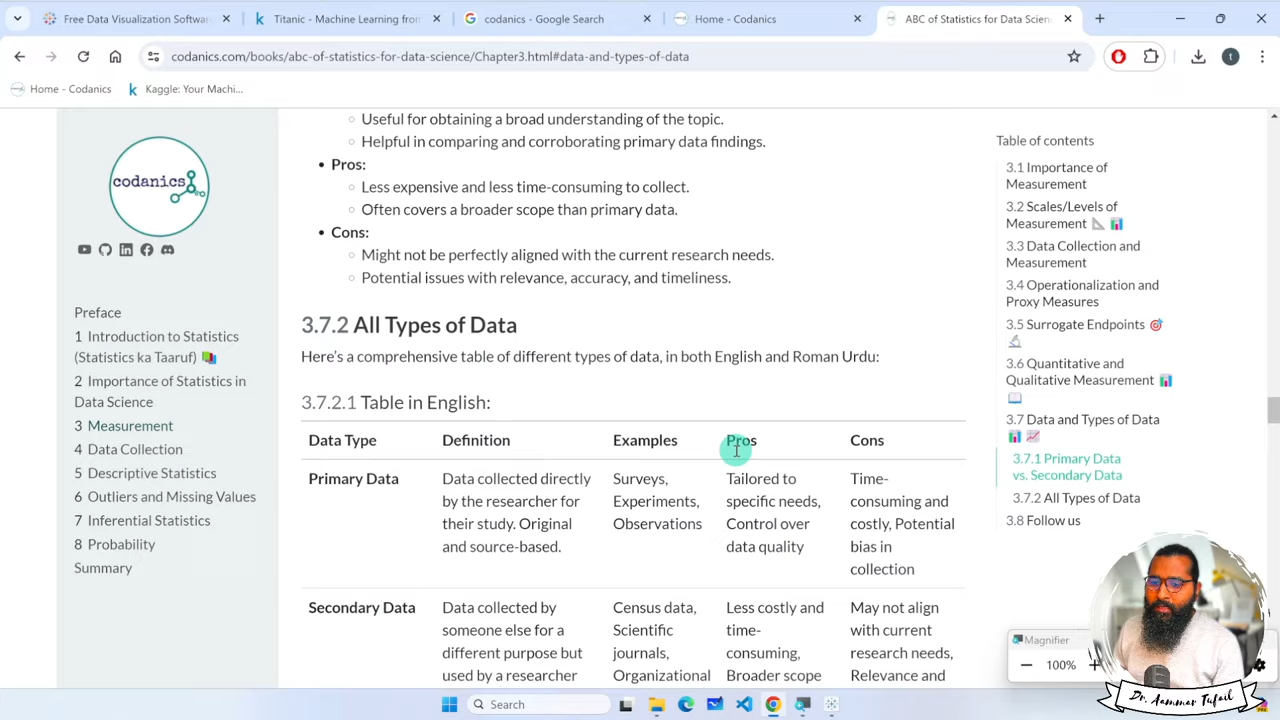 Free Data Visualization Softwar
Titanic - Machine Learning from
codanics - Google Search
Home - Codanics
ABC of Statistics for Data Scien
codanics.com/books/abc-of-statistics-for-data-science/Chapter3.html#data-and-types-of-data
Home - Codanics
Kaggle: Your Machi...
codanics
Preface
1 Introduction to Statistics
(Statistics ka Taaruf)
2 Importance of Statistics in
Data Science
3 Measurement
4 Data Collection
5 Descriptive Statistics
6 Outliers and Missing Values
7 Inferential Statistics
8 Probability
Summary
Useful for obtaining a broad understanding of the topic.
Helpful in comparing and corroborating primary data findings.
Pros:
Less expensive and less time-consuming to collect.
Often covers a broader scope than primary data.
Cons:
Might not be perfectly aligned with the current research needs.
Potential issues with relevance, accuracy, and timeliness.
3.7.2 All Types of Data
Here's a comprehensive table of different types of data, in both English and Roman Urdu:
3.7.2.1 Table in English:
Data Type Definition Examples Pros Cons
Primary Data Data collected directly Surveys, Tailored to Time-
by the researcher for Experiments, specific needs, consuming and
their study. Original Observations Control over costly, Potential
and source-based. data quality bias in
collection
Secondary Data Data collected by Census data, Less costly and May not align
someone else for a Scientific time- with current
different purpose but journals, consuming, research needs,
used by a researcher Organizational Broader scope Relevance and
Table of contents
3.1 Importance of
Measurement
3.2 Scales/Levels of
Measurement
3.3 Data Collection and
Measurement
3.4 Operationalization and
Proxy Measures
3.5 Surrogate Endpoints
3.6 Quantitative and
Qualitative Measurement
3.7 Data and Types of Data
3.7.1 Primary Data
vs. Secondary Data
3.7.2 All Types of Data
3.8 Follow us
Magnifier
100%
Dr. Aammar Tufail
Search